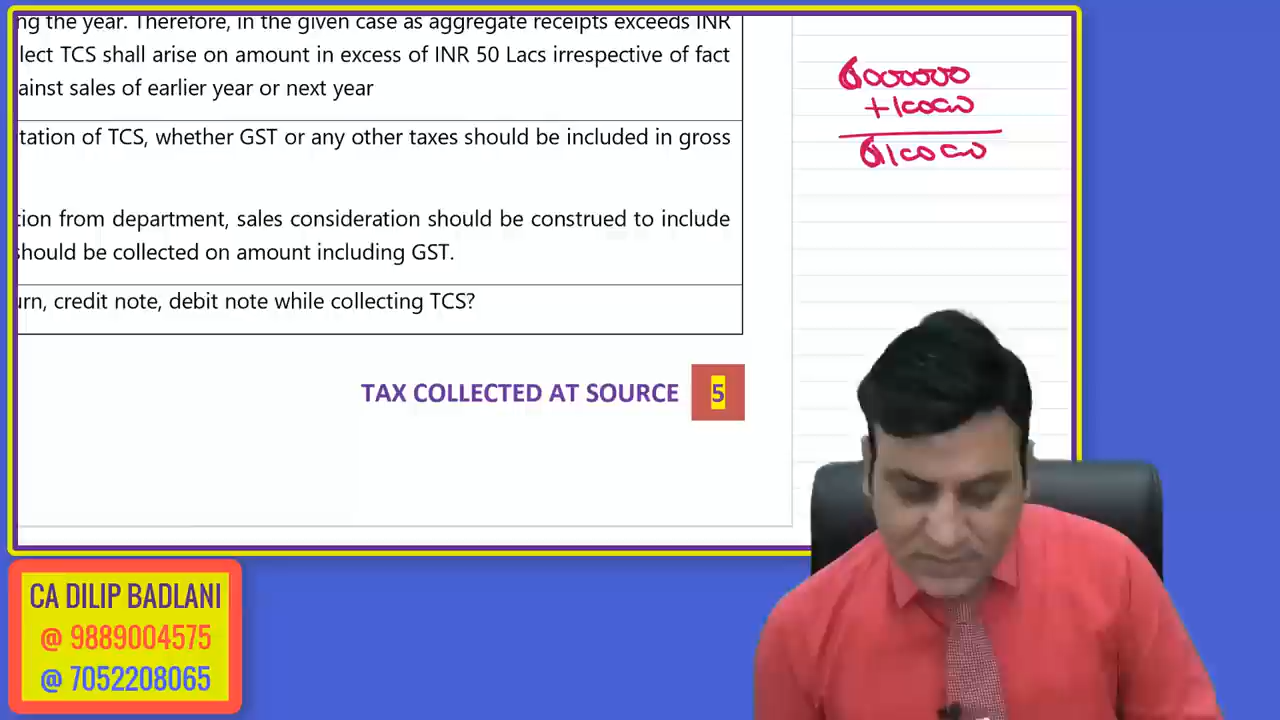 ng the year. Therefore, in the given case as aggregate receipts exceeds INR
lect TCS shall arise on amount in excess of INR 50 Lacs irrespective of fact
ainst sales of earlier year or next year
tation of TCS, whether GST or any other taxes should be included in gross
tion from department, sales consideration should be construed to include
should be collected on amount including GST.
urn, credit note, debit note while collecting TCS?
TAX COLLECTED AT SOURCE 5
6000000
CA DILIP BADLANI
@ 9889004575
@ 7052208065